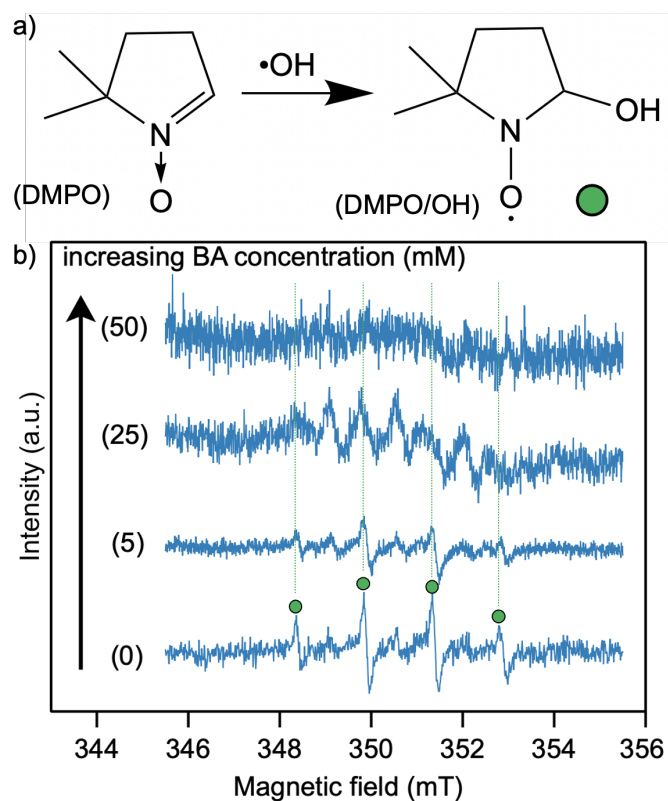 a)
•OH
OH
N
N
O
O
•
(DMPO)
(DMPO/OH)
b)
increasing BA concentration (mM)
(50)
(25)
(5)
(0)
Intensity (a.u.)
344 346 348 350 352 354 356
Magnetic field (mT)